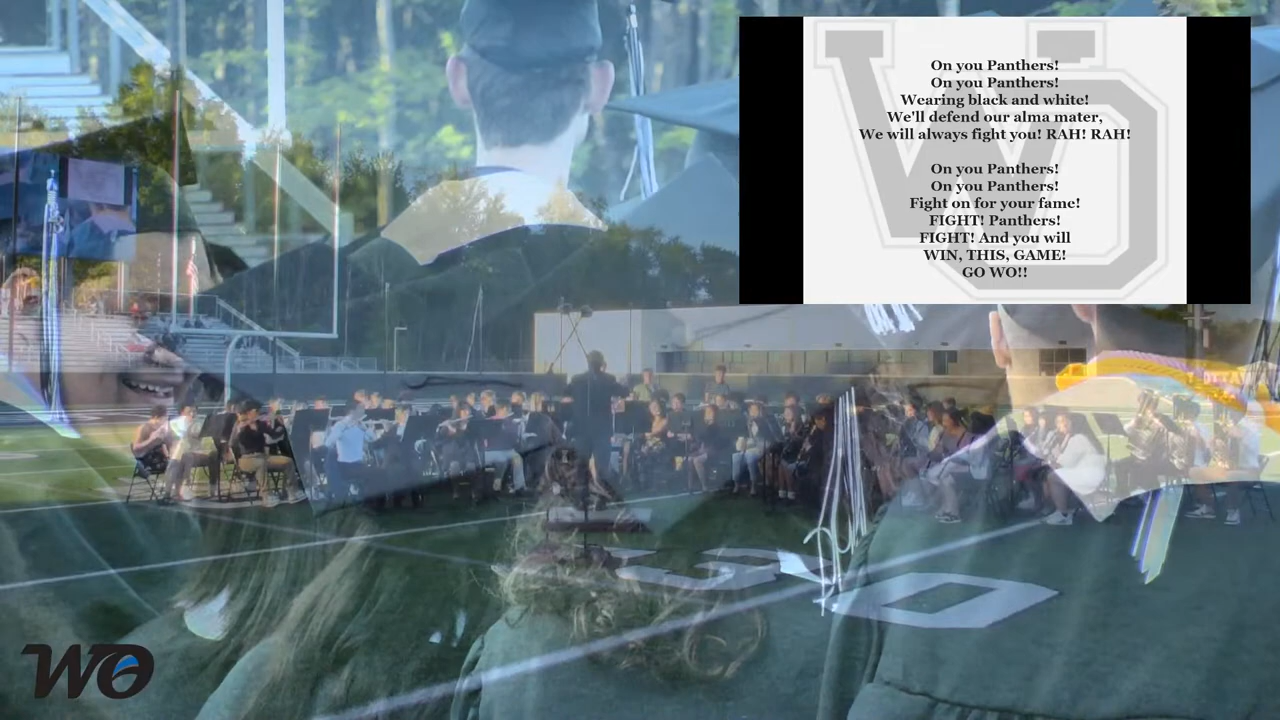 On you Panthers!
On you Panthers!
Wearing black and white!
We'll defend our alma mater,
We will always fight you! RAH! RAH!
On you Panthers!
On you Panthers!
Fight on for your fame!
FIGHT! Panthers!
FIGHT! And you will
WIN, THIS, GAME!
GO WO!!
WO
30
WO